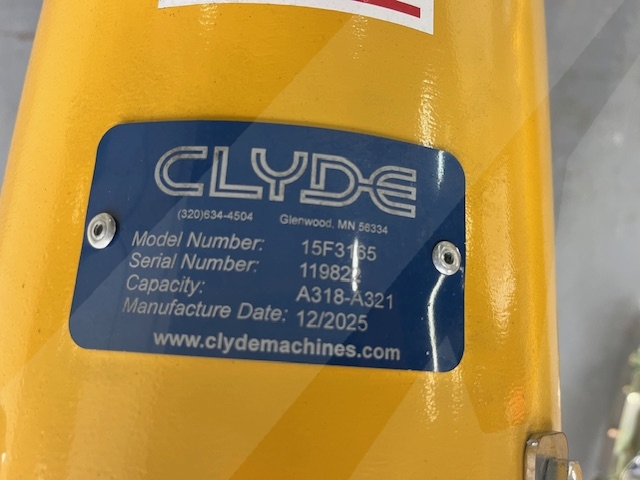 CLYDE
(320)634-4504 Glenwood, MN 56334
Model Number: 15F3165
Serial Number: 119822
Capacity: A318-A321
Manufacture Date: 12/2025
www.clydemachines.com